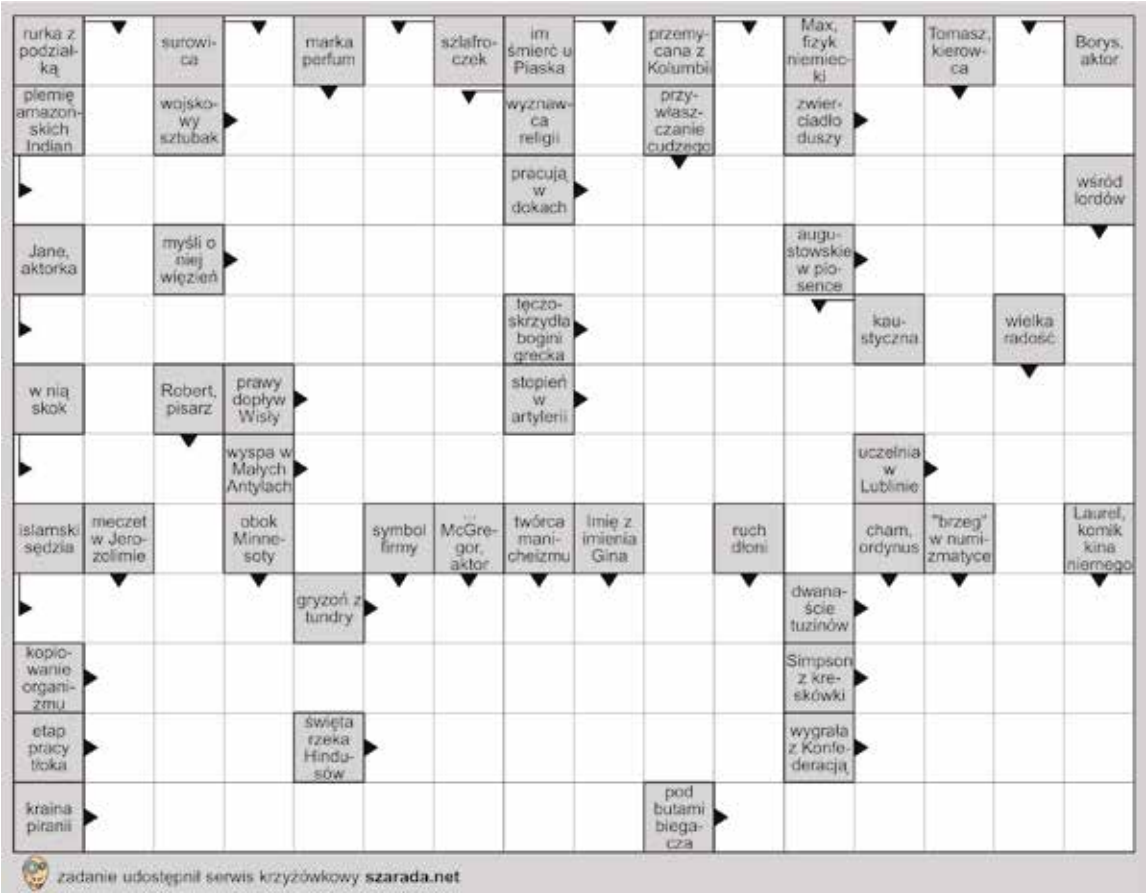 rurka z
podział-
ką
surowi-
ca
marka
perfum
szlafro-
czek
im
śmierć u
Piaska
przemy-
cana z
Kolumbii
Max,
fizyk
niemiec-
ki
Tomasz,
kierow-
ca
Borys,
aktor
plemię
amazoń-
skich
Indian
wojsko-
wy
sztubak
wyznaw-
ca
religii
przy-
własz-
czanie
cudzego
zwier-
ciadło
duszy
pracują
w
dokach
wśród
lordów
Jane,
aktorka
myśli o
niej
więzień
augu-
stowskie
w pio-
sence
tęczo-
skrzydła
bogini
grecka
kau-
styczna
wielka
radość
w nią
skok
Robert,
pisarz
prawy
dopływ
Wisły
stopień
w
artylerii
wyspa w
Małych
Antylach
uczelnia
w
Lublinie
islamski
sędzia
meczet
w Jero-
zolimie
obok
Minne-
soty
symbol
firmy
...
McGre-
gor,
aktor
twórca
mani-
cheizmu
Imię z
imienia
Gina
ruch
dłoni
cham,
ordynus
"brzeg"
w numi-
zmatyce
Laurel,
komik
kina
niemego
gryzoń z
tundry
dwana-
ście
tuzinów
kopio-
wanie
organi-
zmu
Simpson
z kre-
skówki
etap
pracy
tłoka
święta
rzeka
Hindu-
sów
wygrała
z Konfe-
deracją
kraina
piranii
pod
butami
biega-
cza
zadanie udostępnił serwis krzyżówkowy szarada.net